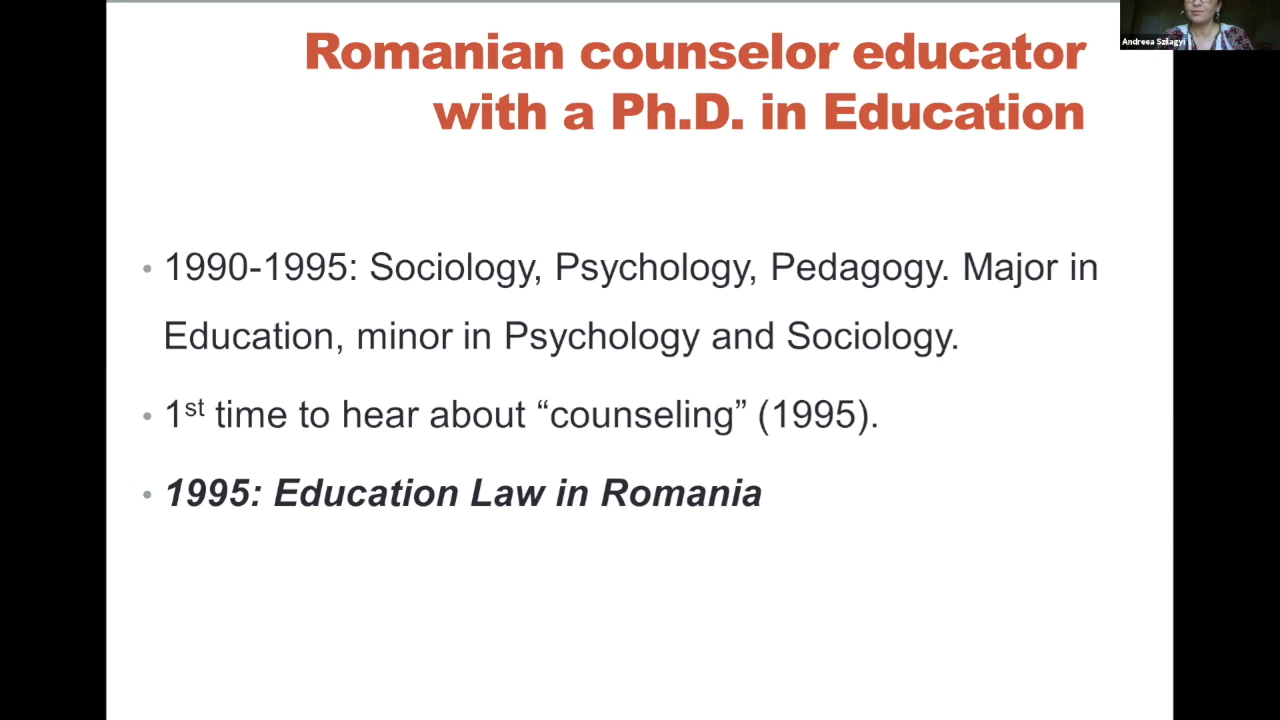 Romanian counselor educator
with a Ph.D. in Education
Andreea Szilagyi
• 1990-1995: Sociology, Psychology, Pedagogy. Major in
Education, minor in Psychology and Sociology.
• 1st time to hear about “counseling” (1995).
• 1995: Education Law in Romania